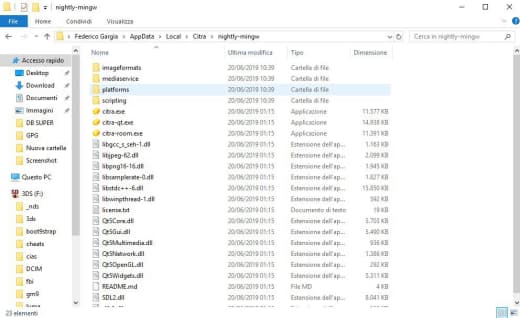 nightly-mingw
File Home Condividi Visualizza
Federico Gargia > AppData > Local > Citra > nightly-mingw Cerca in nightly-mingw
Nome Ultima modifica Tipo Dimensione
Accesso rapido
Desktop
Download
Documenti
Immagini
DB SUPER
GPG
Nuova cartella
Screenshot
Questo PC
3DS (F:)
_nds
3ds
boot9strap
cheats
cias
DCIM
fbi
gm9
luma
imageformats 20/06/2019 10:39 Cartella di file
mediaservice 20/06/2019 10:39 Cartella di file
platforms 20/06/2019 10:39 Cartella di file
scripting 20/06/2019 10:39 Cartella di file
citra.exe 20/06/2019 01:15 Applicazione 11.577 KB
citra-qt.exe 20/06/2019 01:15 Applicazione 14.938 KB
citra-room.exe 20/06/2019 01:15 Applicazione 11.391 KB
libgcc_s_seh-1.dll 20/06/2019 01:15 Estensione dell'ap... 1.163 KB
libjpeg-62.dll 20/06/2019 01:15 Estensione dell'ap... 2.099 KB
libpng16-16.dll 20/06/2019 01:15 Estensione dell'ap... 1.945 KB
libsamplerate-0.dll 20/06/2019 01:15 Estensione dell'ap... 1.827 KB
libstdc++-6.dll 20/06/2019 01:15 Estensione dell'ap... 15.850 KB
libwinpthread-1.dll 20/06/2019 01:15 Estensione dell'ap... 592 KB
license.txt 20/06/2019 01:15 Documento di testo 19 KB
Qt5Core.dll 20/06/2019 01:15 Estensione dell'ap... 5.703 KB
Qt5Gui.dll 20/06/2019 01:15 Estensione dell'ap... 5.490 KB
Qt5Multimedia.dll 20/06/2019 01:15 Estensione dell'ap... 936 KB
Qt5Network.dll 20/06/2019 01:15 Estensione dell'ap... 1.388 KB
Qt5OpenGL.dll 20/06/2019 01:15 Estensione dell'ap... 292 KB
Qt5Widgets.dll 20/06/2019 01:15 Estensione dell'ap... 5.311 KB
README.md 20/06/2019 01:15 File MD 4 KB
SDL2.dll 20/06/2019 01:15 Estensione dell'ap... 8.041 KB
23 elementi